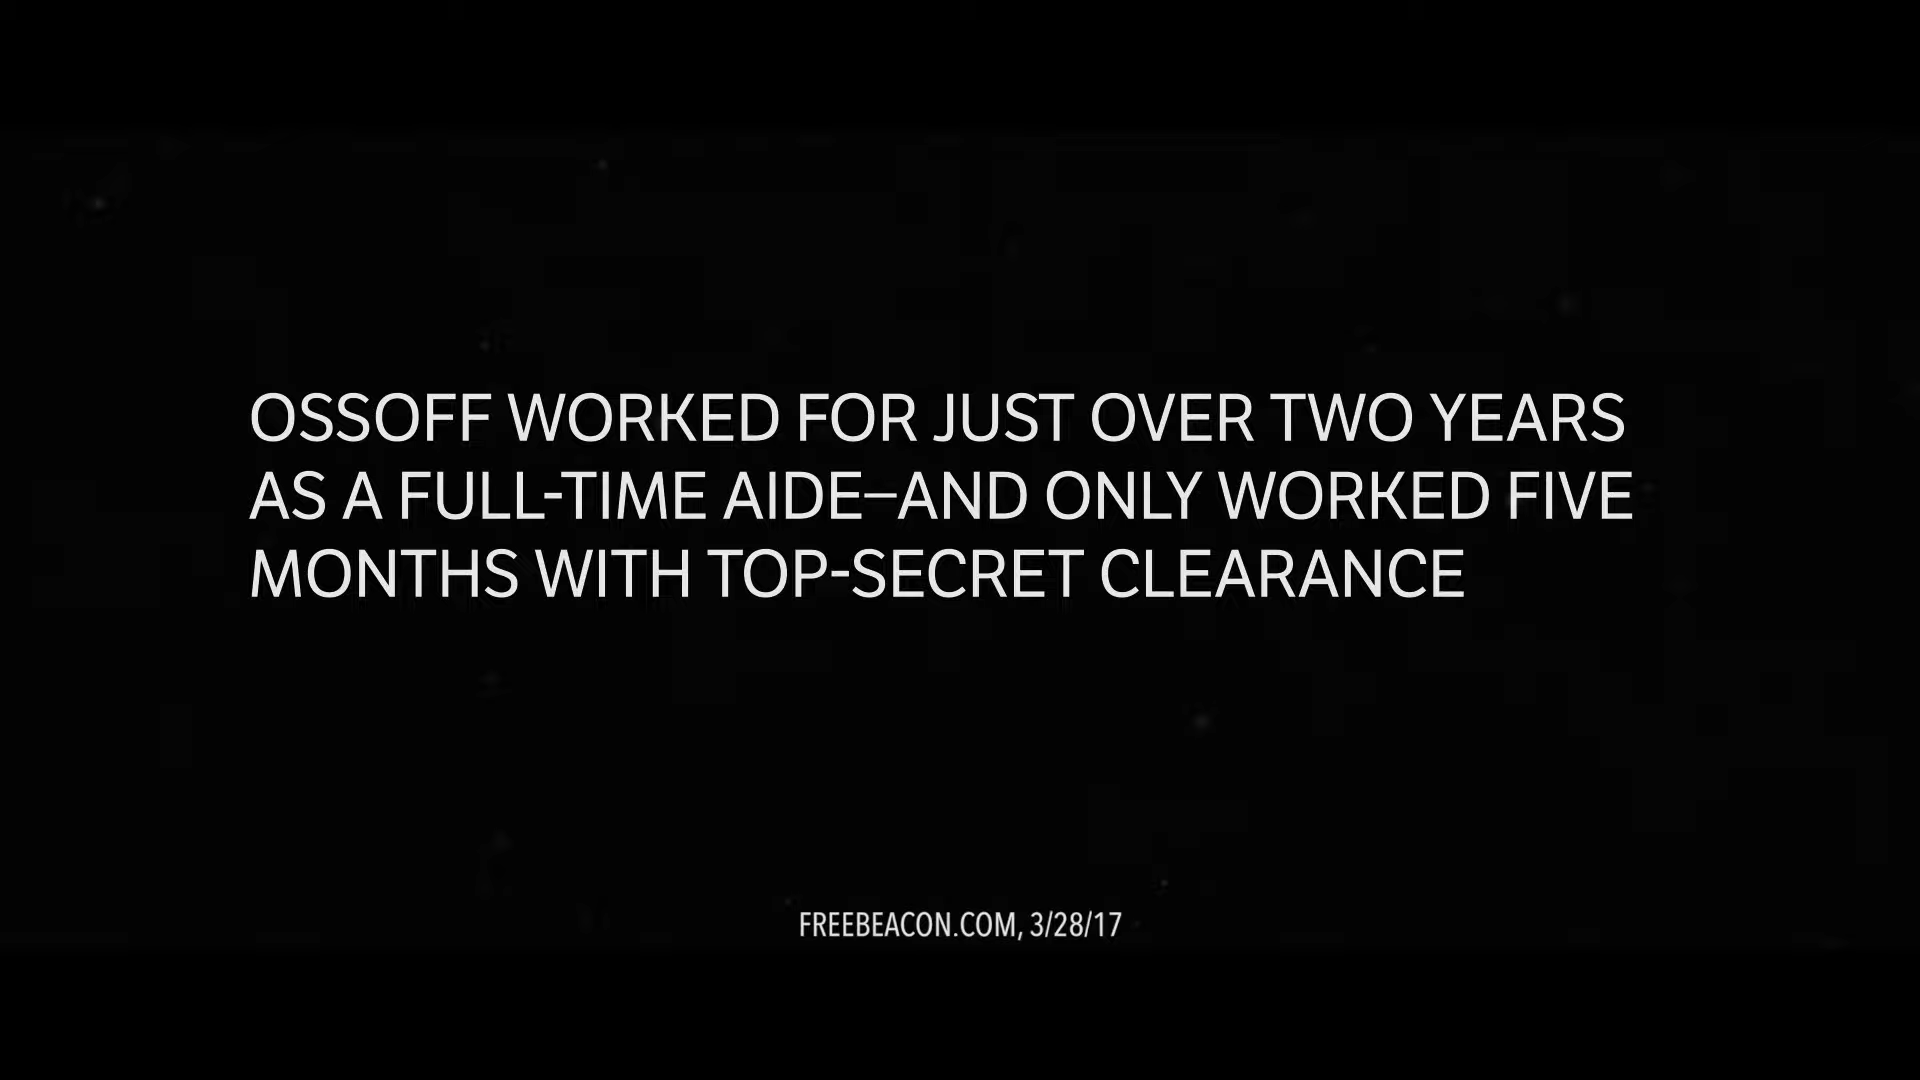 OSSOFF WORKED FOR JUST OVER TWO YEARS
AS A FULL-TIME AIDE—AND ONLY WORKED FIVE
MONTHS WITH TOP-SECRET CLEARANCE
FREEBEACON.COM, 3/28/17